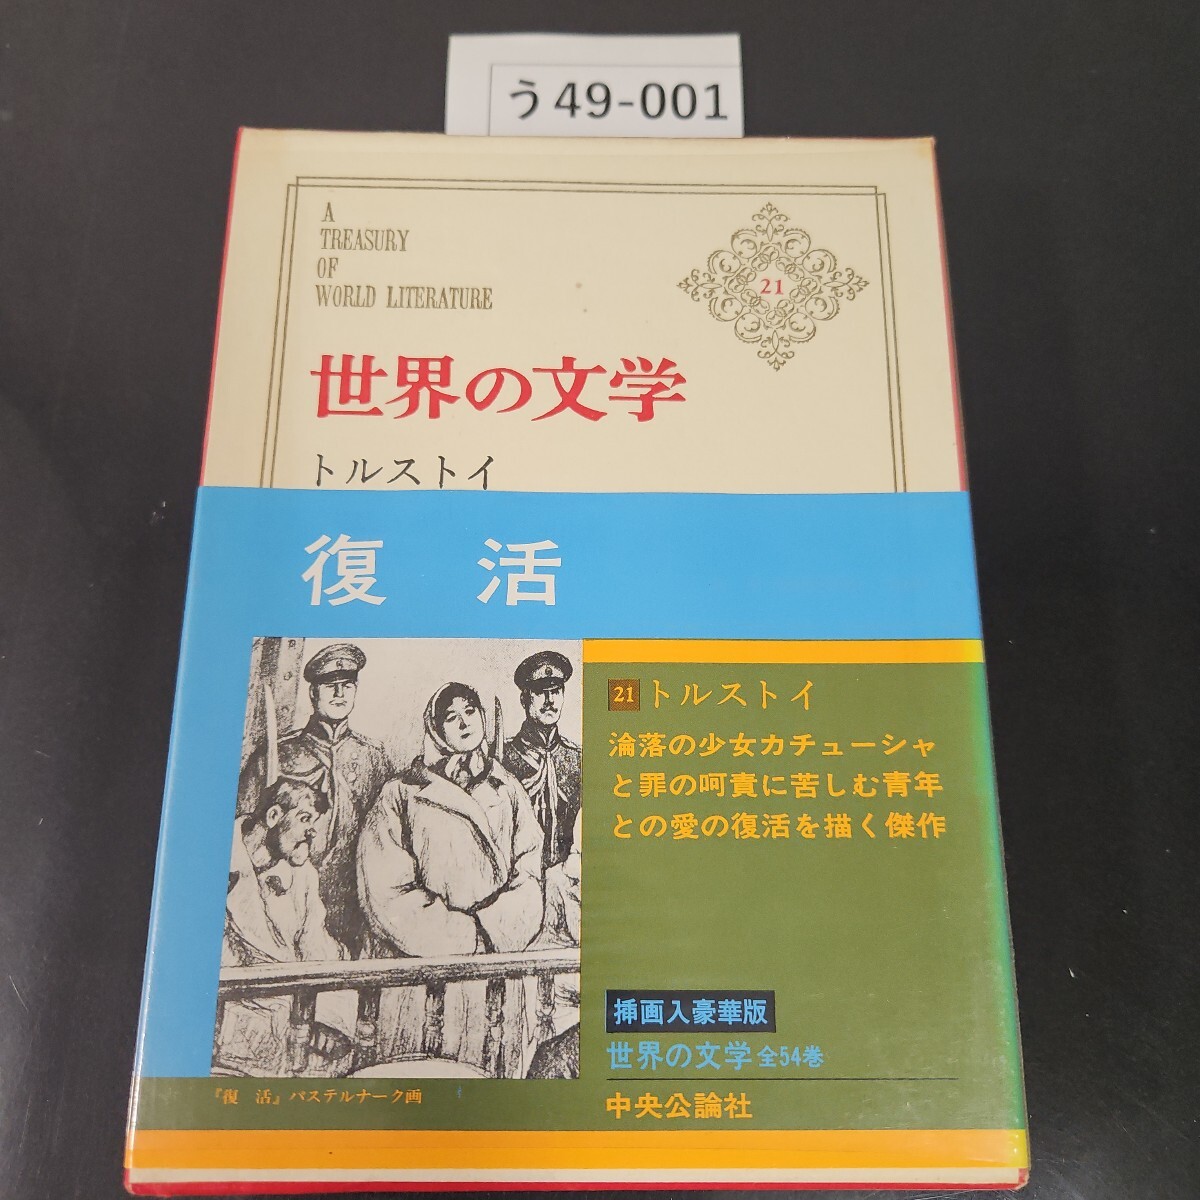 う49-001
A
TREASURY
OF
WORLD LITERATURE
21
世界の文学
トルストイ
復 活
21 トルストイ
淪落の少女カチューシャ
と罪の呵責に苦しむ青年
との愛の復活を描く傑作
挿画入豪華版
世界の文学 全54巻
中央公論社
『復 活』パステルナーク画